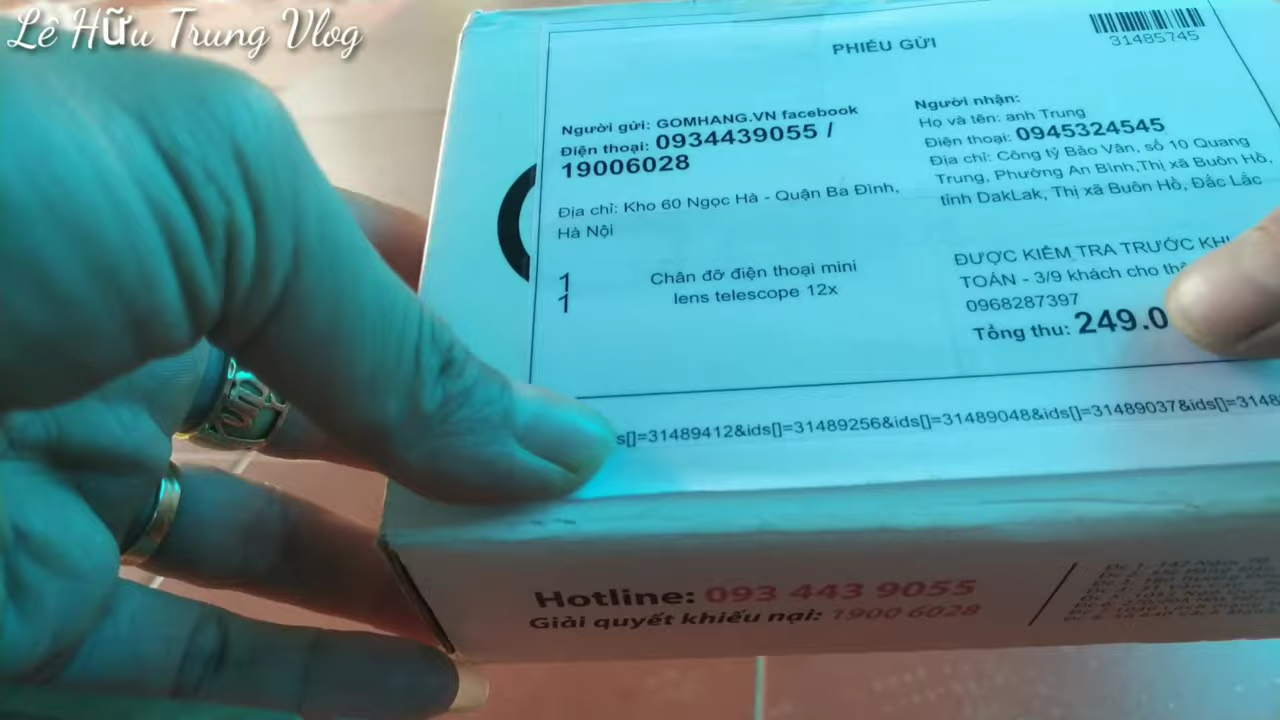 Lê Hữu Trung Vlog
PHIẾU GỬI
31485745
Người gửi: GOMHANG.VN facebook
Điện thoại: 0934439055 /
19006028
Địa chỉ: Kho 60 Ngọc Hà - Quận Ba Đình,
Hà Nội
Người nhận:
Họ và tên: anh Trung
Điện thoại: 0945324545
Địa chỉ: Công ty Bảo Vân, số 10 Quang
Trung, Phường An Bình,Thị xã Buôn Hồ,
tỉnh DakLak, Thị xã Buôn Hồ, Đắc Lắc
1
1
Chân đỡ điện thoại mini
lens telescope 12x
ĐƯỢC KIỂM TRA TRƯỚC KHI
TOÁN - 3/9 khách cho
0968287397
Tổng thu: 249.0
s[]=31489412&ids[]=31489256&ids[]=31489048&ids[]=31489037&ids[]=3148
Hotline: 093 443 9055
Giải quyết khiếu nại: 1900 6028